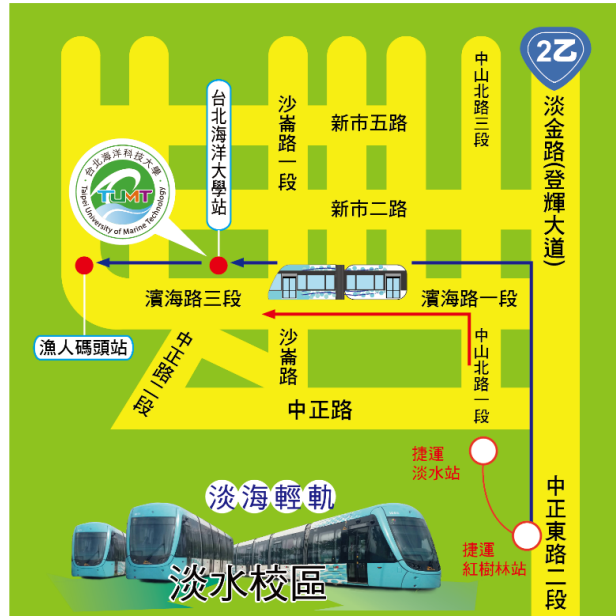 2乙
淡金路(登輝大道)
中山北路三段
沙崙路一段
新市五路
台北海洋大學站
台北海洋科技大學
TUMT
Taipei University of Marine Technology
新市二路
濱海路三段
濱海路一段
漁人碼頭站
中正路二段
沙崙路
中山北路一段
中正路
捷運
淡水站
捷運
紅樹林站
中正東路二段
淡海輕軌
淡水校區